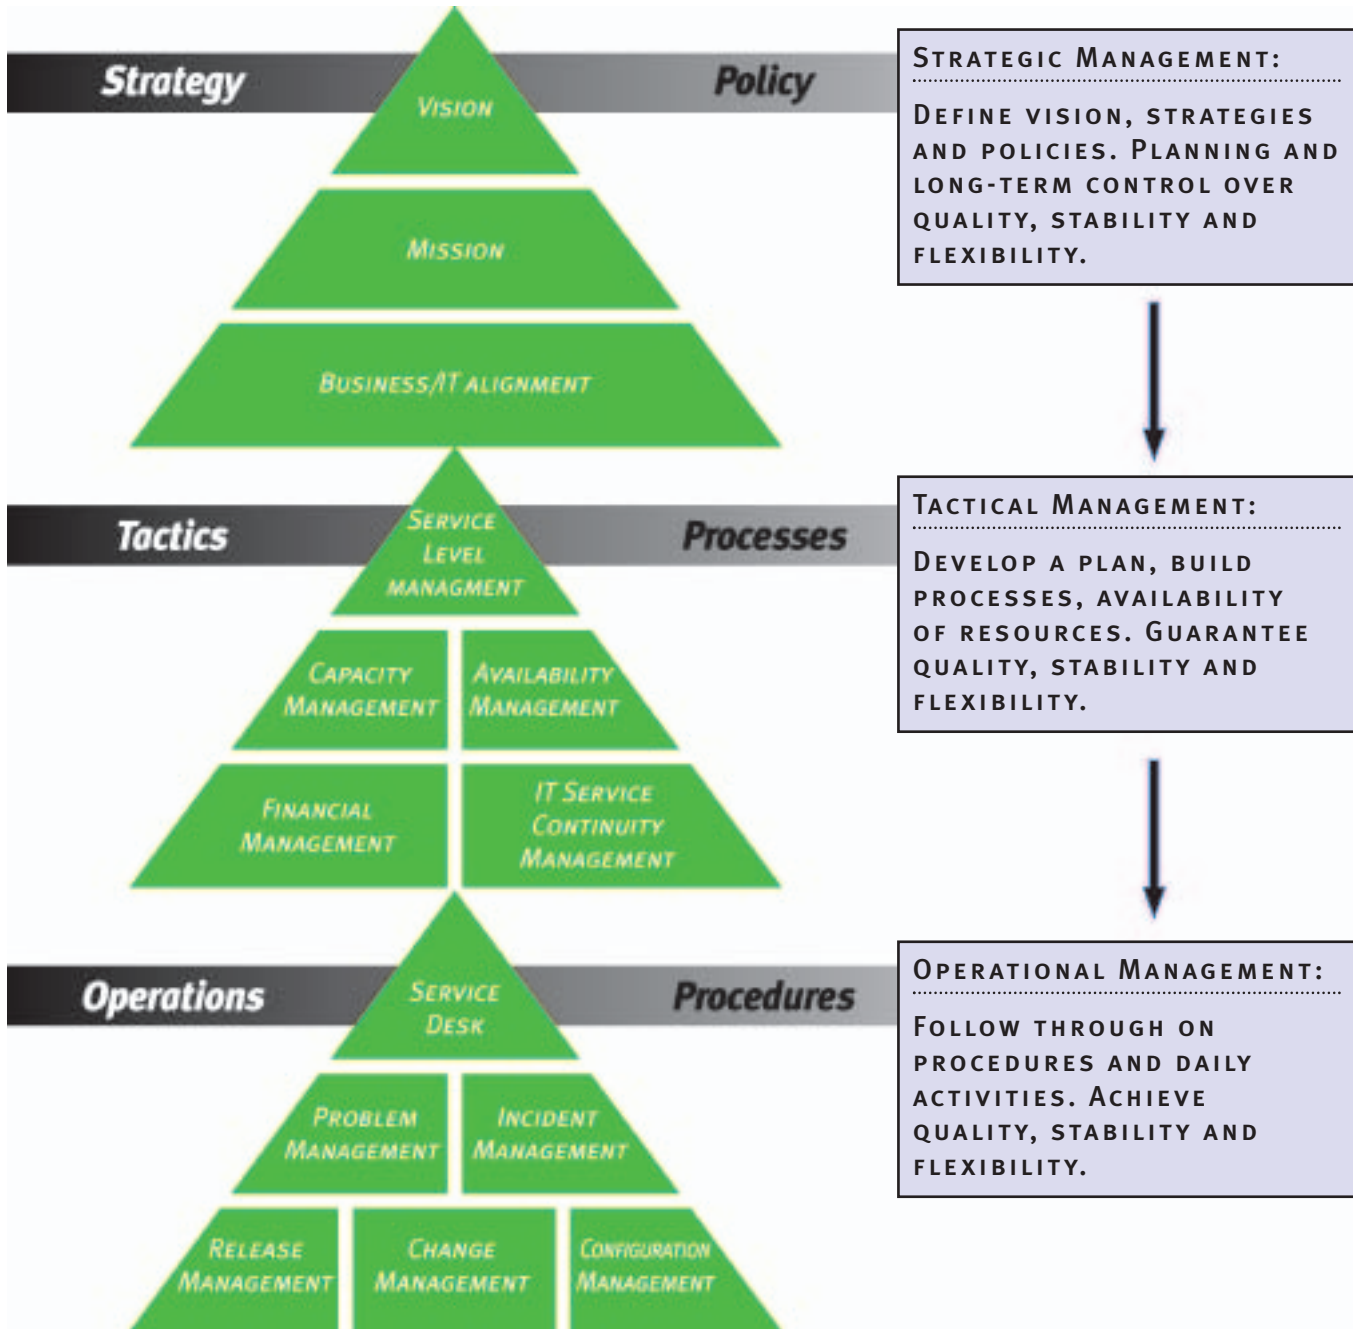 Strategy
Policy
VISION
MISSION
BUSINESS/IT ALIGNMENT
STRATEGIC MANAGEMENT:
DEFINE VISION, STRATEGIES
AND POLICIES. PLANNING AND
LONG-TERM CONTROL OVER
QUALITY, STABILITY AND
FLEXIBILITY.
Tactics
Processes
SERVICE
LEVEL
MANAGMENT
CAPACITY
MANAGEMENT
AVAILABILITY
MANAGEMENT
FINANCIAL
MANAGEMENT
IT SERVICE
CONTINUITY
MANAGEMENT
TACTICAL MANAGEMENT:
DEVELOP A PLAN, BUILD
PROCESSES, AVAILABILITY
OF RESOURCES. GUARANTEE
QUALITY, STABILITY AND
FLEXIBILITY.
Operations
Procedures
SERVICE
DESK
PROBLEM
MANAGEMENT
INCIDENT
MANAGEMENT
RELEASE
MANAGEMENT
CHANGE
MANAGEMENT
CONFIGURATION
MANAGEMENT
OPERATIONAL MANAGEMENT:
FOLLOW THROUGH ON
PROCEDURES AND DAILY
ACTIVITIES. ACHIEVE
QUALITY, STABILITY AND
FLEXIBILITY.